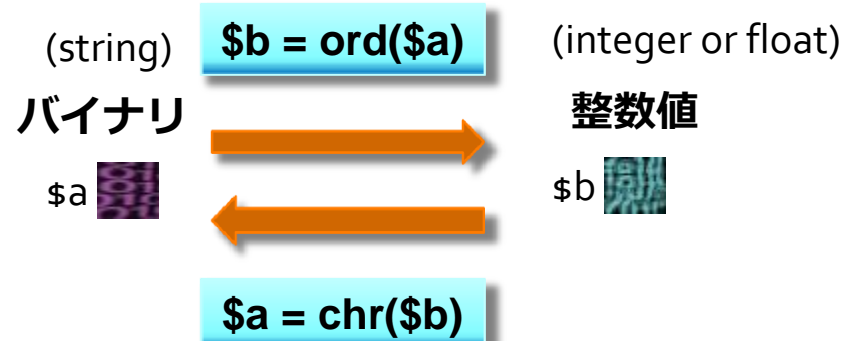 (string)
$b = ord($a)
(integer or float)
バイナリ
整数値
$a
$b
$a = chr($b)